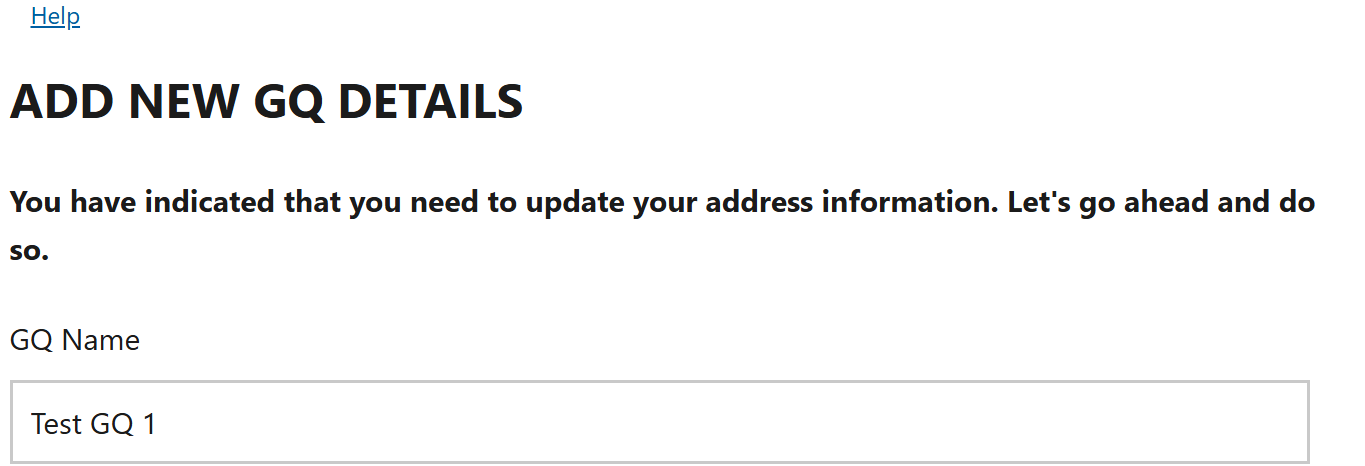 Help
ADD NEW GQ DETAILS
You have indicated that you need to update your address information. Let's go ahead and do
so.
GQ Name
Test GQ 1